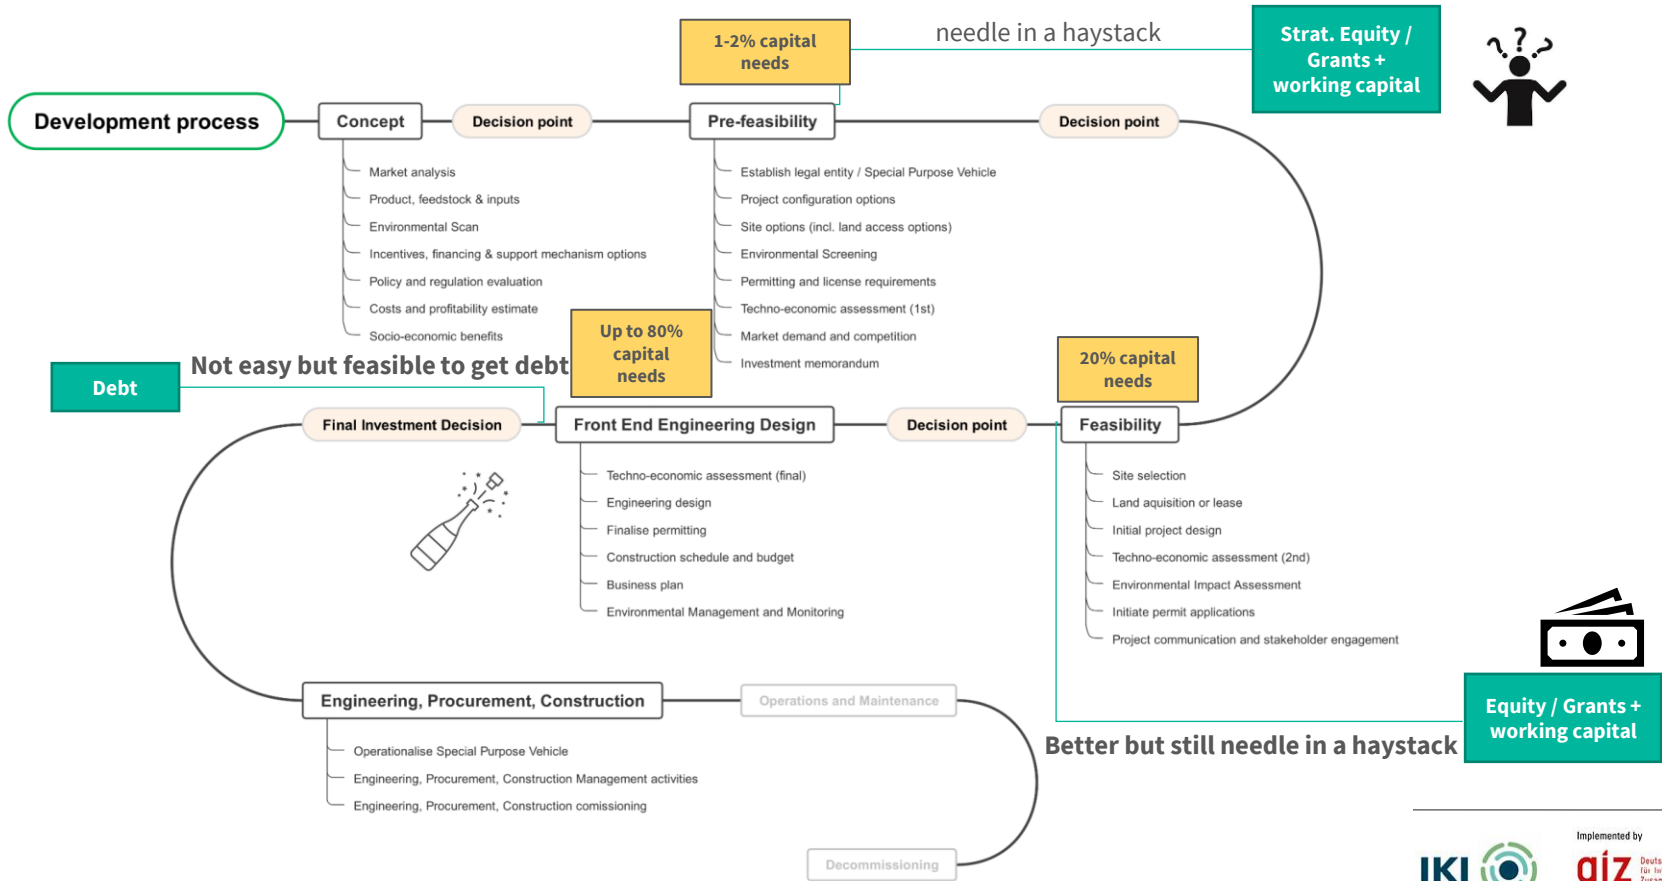 1-2% capital
needs
needle in a haystack
Strat. Equity /
Grants +
working capital
? ? ?
Development process
Concept
Decision point
Pre-feasibility
Decision point
Market analysis
Product, feedstock & inputs
Environmental Scan
Incentives, financing & support mechanism options
Policy and regulation evaluation
Costs and profitability estimate
Socio-economic benefits
Establish legal entity / Special Purpose Vehicle
Project configuration options
Site options (incl. land access options)
Environmental Screening
Permitting and license requirements
Techno-economic assessment (1st)
Market demand and competition
Investment memorandum
Up to 80%
capital
needs
20% capital
needs
Debt
Not easy but feasible to get debt
Final Investment Decision
Front End Engineering Design
Decision point
Feasibility
Techno-economic assessment (final)
Engineering design
Finalise permitting
Construction schedule and budget
Business plan
Environmental Management and Monitoring
Site selection
Land aquisition or lease
Initial project design
Techno-economic assessment (2nd)
Environmental Impact Assessment
Initiate permit applications
Project communication and stakeholder engagement
Equity / Grants +
working capital
Better but still needle in a haystack
Engineering, Procurement, Construction
Operations and Maintenance
Operationalise Special Purpose Vehicle
Engineering, Procurement, Construction Management activities
Engineering, Procurement, Construction comissioning
Decommissioning
Implemented by
IKI
giz